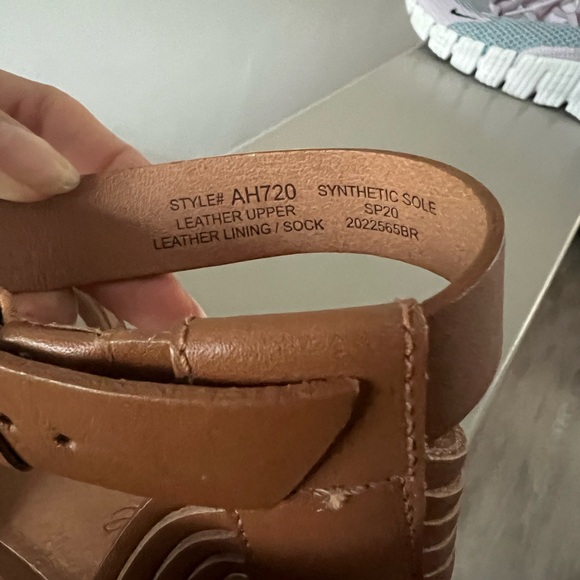 STYLE# AH720
LEATHER UPPER
LEATHER LINING / SOCK
SYNTHETIC SOLE
SP20
2022565BR